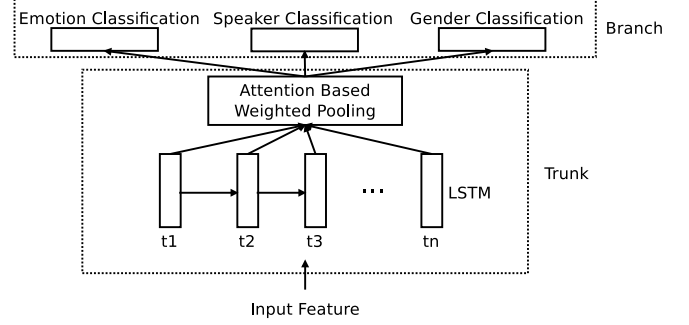 Emotion Classification Speaker Classification Gender Classification
Branch
Attention Based
Weighted Pooling
Trunk
... LSTM
t1 t2 t3 tn
Input Feature